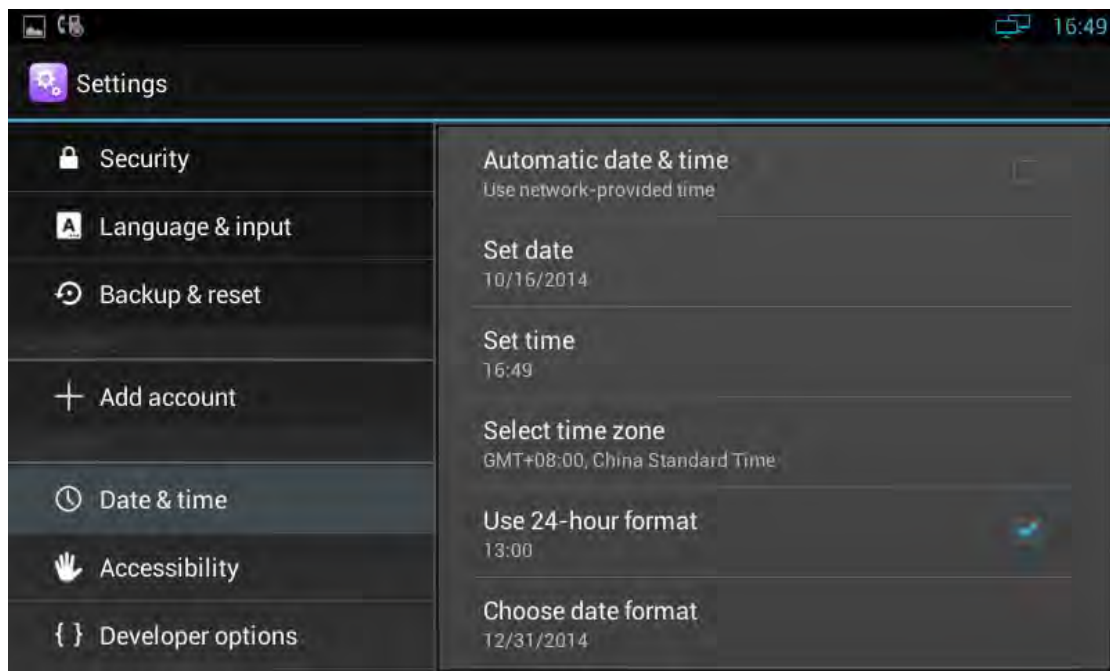 16:49
Settings
Security
Language & input
Backup & reset
Add account
Date & time
Accessibility
{ } Developer options
Automatic date & time
Use network-provided time
Set date
10/16/2014
Set time
16:49
Select time zone
GMT+08:00, China Standard Time
Use 24-hour format
13:00
Choose date format
12/31/2014